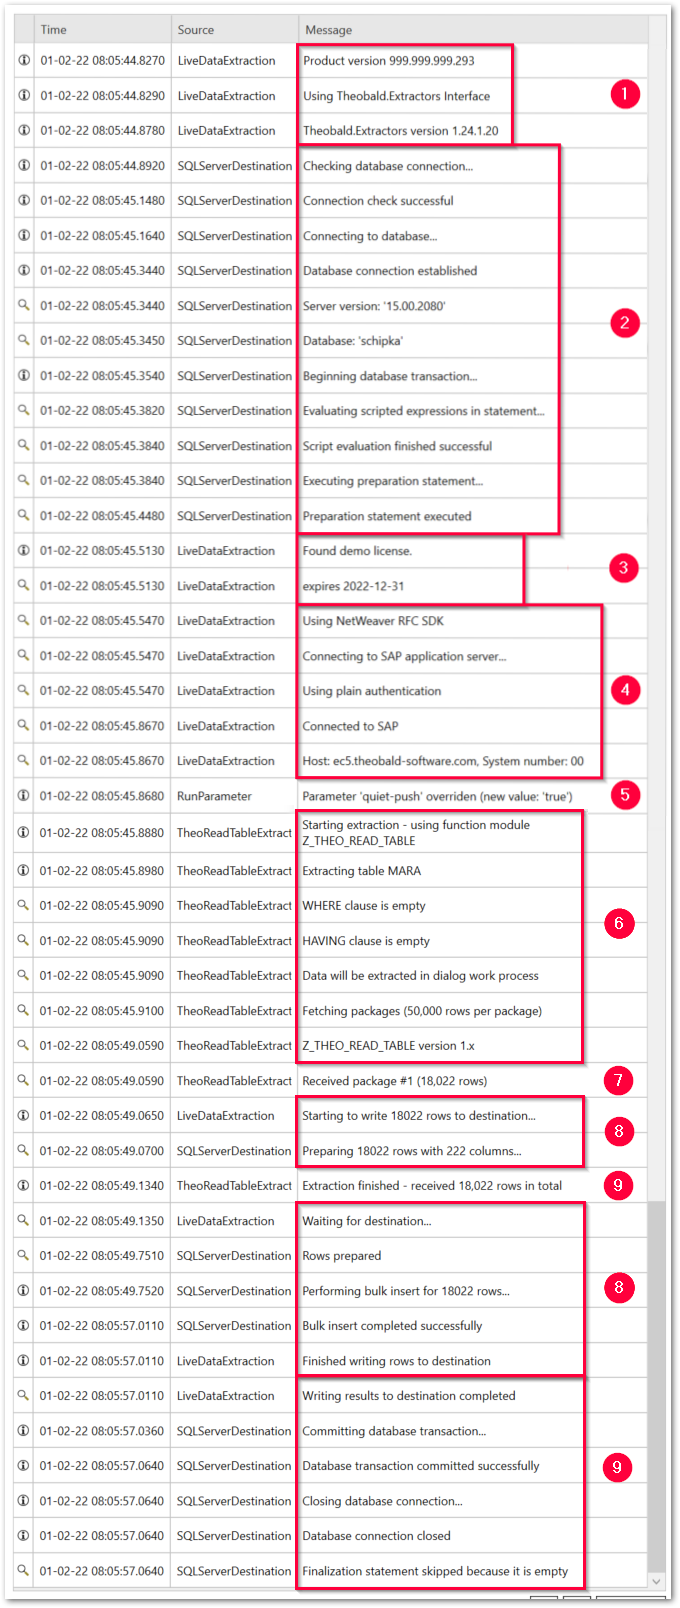 Time Source Message
01-02-22 08:05:44.8270 LiveDataExtraction Product version 999.999.999.293
01-02-22 08:05:44.8290 LiveDataExtraction Using Theobald.Extractors Interface
1
01-02-22 08:05:44.8780 LiveDataExtraction Theobald.Extractors version 1.24.1.20
01-02-22 08:05:44.8920 SQLServerDestination Checking database connection...
01-02-22 08:05:45.1480 SQLServerDestination Connection check successful
01-02-22 08:05:45.1640 SQLServerDestination Connecting to database...
01-02-22 08:05:45.3440 SQLServerDestination Database connection established
01-02-22 08:05:45.3440 SQLServerDestination Server version: '15.00.2080'
2
01-02-22 08:05:45.3450 SQLServerDestination Database: 'schipka'
01-02-22 08:05:45.3540 SQLServerDestination Beginning database transaction...
01-02-22 08:05:45.3820 SQLServerDestination Evaluating scripted expressions in statement...
01-02-22 08:05:45.3840 SQLServerDestination Script evaluation finished successful
01-02-22 08:05:45.3840 SQLServerDestination Executing preparation statement...
01-02-22 08:05:45.4480 SQLServerDestination Preparation statement executed
01-02-22 08:05:45.5130 LiveDataExtraction Found demo license.
3
01-02-22 08:05:45.5130 LiveDataExtraction expires 2022-12-31
01-02-22 08:05:45.5470 LiveDataExtraction Using NetWeaver RFC SDK
01-02-22 08:05:45.5470 LiveDataExtraction Connecting to SAP application server...
01-02-22 08:05:45.5470 LiveDataExtraction Using plain authentication
4
01-02-22 08:05:45.8670 LiveDataExtraction Connected to SAP
01-02-22 08:05:45.8670 LiveDataExtraction Host: ec5.theobald-software.com, System number: 00
01-02-22 08:05:45.8680 RunParameter Parameter 'quiet-push' overriden (new value: 'true')
5
01-02-22 08:05:45.8880 TheoReadTableExtract Starting extraction - using function module
Z_THEO_READ_TABLE
01-02-22 08:05:45.8980 TheoReadTableExtract Extracting table MARA
01-02-22 08:05:45.9090 TheoReadTableExtract WHERE clause is empty
6
01-02-22 08:05:45.9090 TheoReadTableExtract HAVING clause is empty
01-02-22 08:05:45.9090 TheoReadTableExtract Data will be extracted in dialog work process
01-02-22 08:05:45.9100 TheoReadTableExtract Fetching packages (50,000 rows per package)
01-02-22 08:05:49.0590 TheoReadTableExtract Z_THEO_READ_TABLE version 1.x
01-02-22 08:05:49.0590 TheoReadTableExtract Received package #1 (18,022 rows)
7
01-02-22 08:05:49.0650 LiveDataExtraction Starting to write 18022 rows to destination...
8
01-02-22 08:05:49.0700 SQLServerDestination Preparing 18022 rows with 222 columns...
01-02-22 08:05:49.1340 TheoReadTableExtract Extraction finished - received 18,022 rows in total
9
01-02-22 08:05:49.1350 LiveDataExtraction Waiting for destination...
01-02-22 08:05:49.7510 SQLServerDestination Rows prepared
8
01-02-22 08:05:49.7520 SQLServerDestination Performing bulk insert for 18022 rows...
01-02-22 08:05:57.0110 SQLServerDestination Bulk insert completed successfully
01-02-22 08:05:57.0110 LiveDataExtraction Finished writing rows to destination
01-02-22 08:05:57.0110 LiveDataExtraction Writing results to destination completed
01-02-22 08:05:57.0360 SQLServerDestination Committing database transaction...
01-02-22 08:05:57.0640 SQLServerDestination Database transaction committed successfully
9
01-02-22 08:05:57.0640 SQLServerDestination Closing database connection...
01-02-22 08:05:57.0640 SQLServerDestination Database connection closed
01-02-22 08:05:57.0640 SQLServerDestination Finalization statement skipped because it is empty